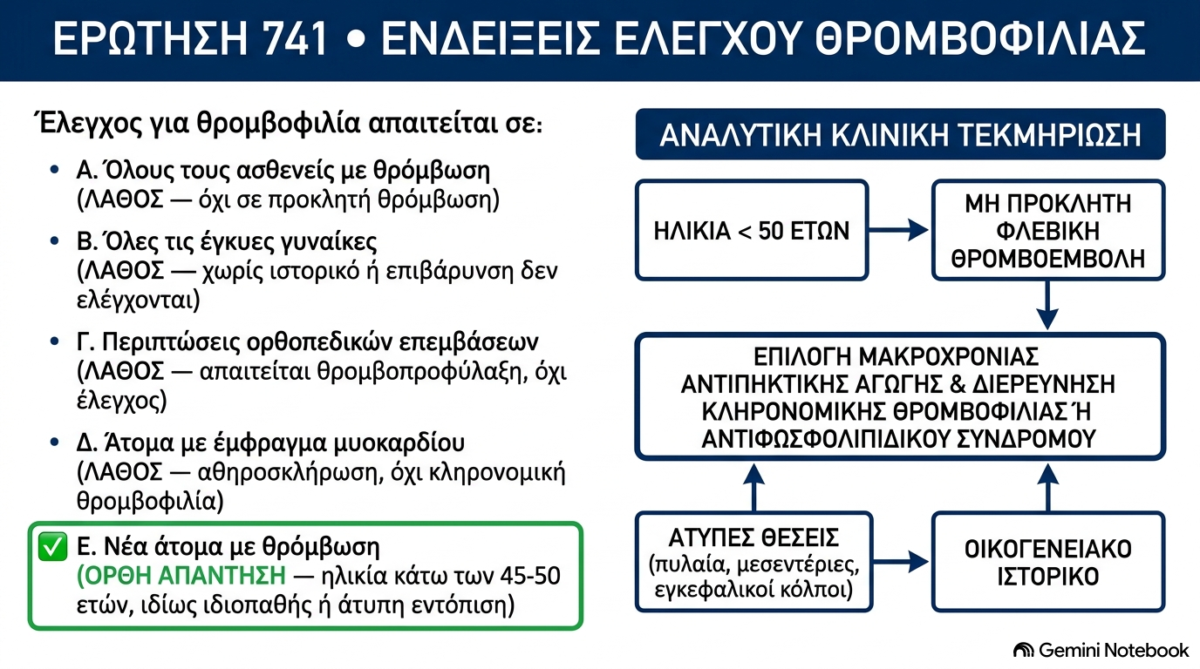 ΕΡΩΤΗΣΗ 741 • ΕΝΔΕΙΞΕΙΣ ΕΛΕΓΧΟΥ ΘΡΟΜΒΟΦΙΛΙΑΣ
Έλεγχος για θρομβοφιλία απαιτείται σε:
• Α. Όλους τους ασθενείς με θρόμβωση
(ΛΑΘΟΣ — όχι σε προκλητή θρόμβωση)
• Β. Όλες τις έγκυες γυναίκες
(ΛΑΘΟΣ — χωρίς ιστορικό ή επιβάρυνση δεν
ελέγχονται)
• Γ. Περιπτώσεις ορθοπεδικών επεμβάσεων
(ΛΑΘΟΣ — απαιτείται θρομβοπροφύλαξη, όχι
έλεγχος)
• Δ. Άτομα με έμφραγμα μυοκαρδίου
(ΛΑΘΟΣ — αθηροσκλήρωση, όχι κληρονομική
θρομβοφιλία)
✅ Ε. Νέα άτομα με θρόμβωση
(ΟΡΘΗ ΑΠΑΝΤΗΣΗ — ηλικία κάτω των 45-50
ετών, ιδίως ιδιοπαθής ή άτυπη εντόπιση)
ΑΝΑΛΥΤΙΚΗ ΚΛΙΝΙΚΗ ΤΕΚΜΗΡΙΩΣΗ
ΗΛΙΚΙΑ < 50 ΕΤΩΝ
ΜΗ ΠΡΟΚΛΗΤΗ
ΦΛΕΒΙΚΗ
ΘΡΟΜΒΟΕΜΒΟΛΗ
ΕΠΙΛΟΓΗ ΜΑΚΡΟΧΡΟΝΙΑΣ
ΑΝΤΙΠΗΚΤΙΚΗΣ ΑΓΩΓΗΣ & ΔΙΕΡΕΥΝΗΣΗ
ΚΛΗΡΟΝΟΜΙΚΗΣ ΘΡΟΜΒΟΦΙΛΙΑΣ Ή
ΑΝΤΙΦΩΣΦΟΛΙΠΙΔΙΚΟΥ ΣΥΝΔΡΟΜΟΥ
ΑΤΥΠΕΣ ΘΕΣΕΙΣ
(πυλαία, μεσεντέριες,
εγκεφαλικοί κόλποι)
ΟΙΚΟΓΕΝΕΙΑΚΟ
ΙΣΤΟΡΙΚΟ
Gemini Notebook